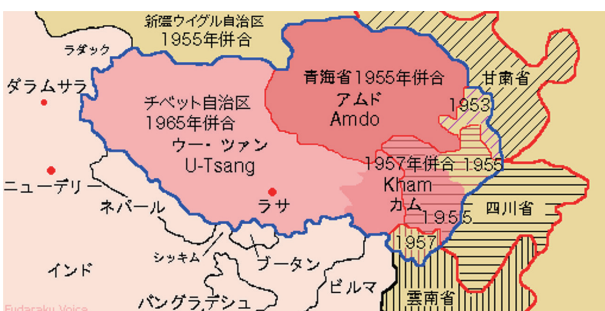 新疆ウイグル自治区
1955年併合
ラダック
ダラムサラ
青海省1955年併合
アムド
Amdo
甘南省
1953
チベット自治区
1965年併合
ウー・ツァン
U-Tsang
1957年併合
1955
Kham
カム
ニューデリー
ネパール
ラサ
1955
四川省
シッキム
ブータン
1957
インド
ビルマ
雲南省
バングラデシュ
Fudaraku Voice